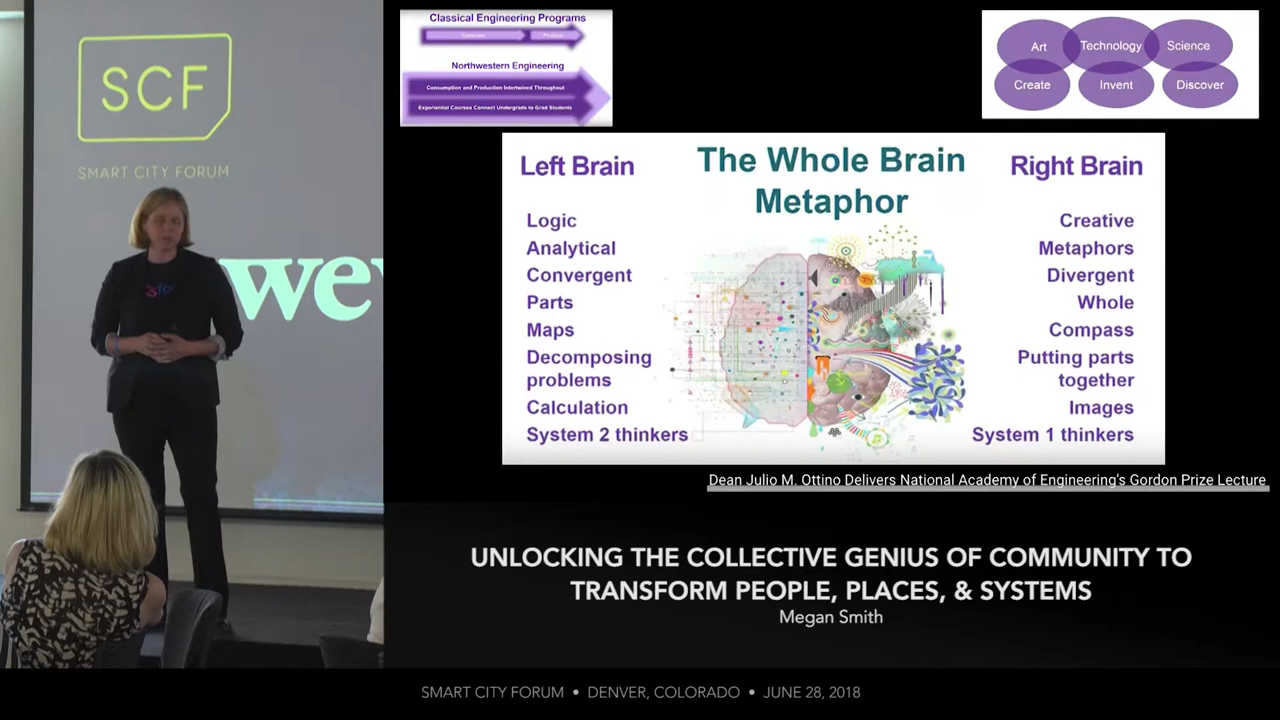 SCF
SMART CITY FORUM
we
Classical Engineering Programs
Northwestern Engineering
Consumption and Production Intertwined Throughout
Experiential Courses Connect Undergrad to Grad Students
Art
Technology
Science
Create
Invent
Discover
The Whole Brain
Metaphor
Left Brain
Logic
Analytical
Convergent
Parts
Maps
Decomposing
problems
Calculation
System 2 thinkers
Right Brain
Creative
Metaphors
Divergent
Whole
Compass
Putting parts
together
Images
System 1 thinkers
Dean Julio M. Ottino Delivers National Academy of Engineering's Gordon Prize Lecture
UNLOCKING THE COLLECTIVE GENIUS OF COMMUNITY TO
TRANSFORM PEOPLE, PLACES, & SYSTEMS
Megan Smith
SMART CITY FORUM • DENVER, COLORADO • JUNE 28, 2018